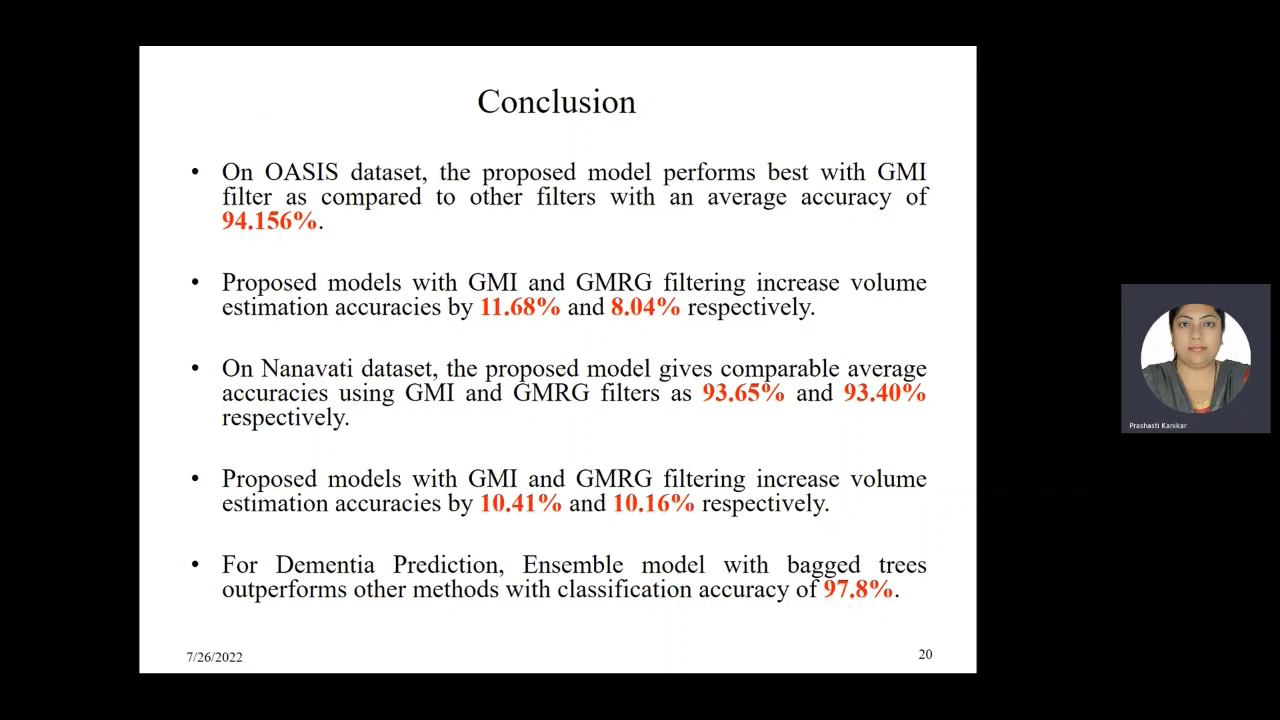 Conclusion
• On OASIS dataset, the proposed model performs best with GMI
filter as compared to other filters with an average accuracy of
94.156%.
• Proposed models with GMI and GMRG filtering increase volume
estimation accuracies by 11.68% and 8.04% respectively.
• On Nanavati dataset, the proposed model gives comparable average
accuracies using GMI and GMRG filters as 93.65% and 93.40%
respectively.
• Proposed models with GMI and GMRG filtering increase volume
estimation accuracies by 10.41% and 10.16% respectively.
• For Dementia Prediction, Ensemble model with bagged trees
outperforms other methods with classification accuracy of 97.8%.
7/26/2022
20
Prashasti Kanikar